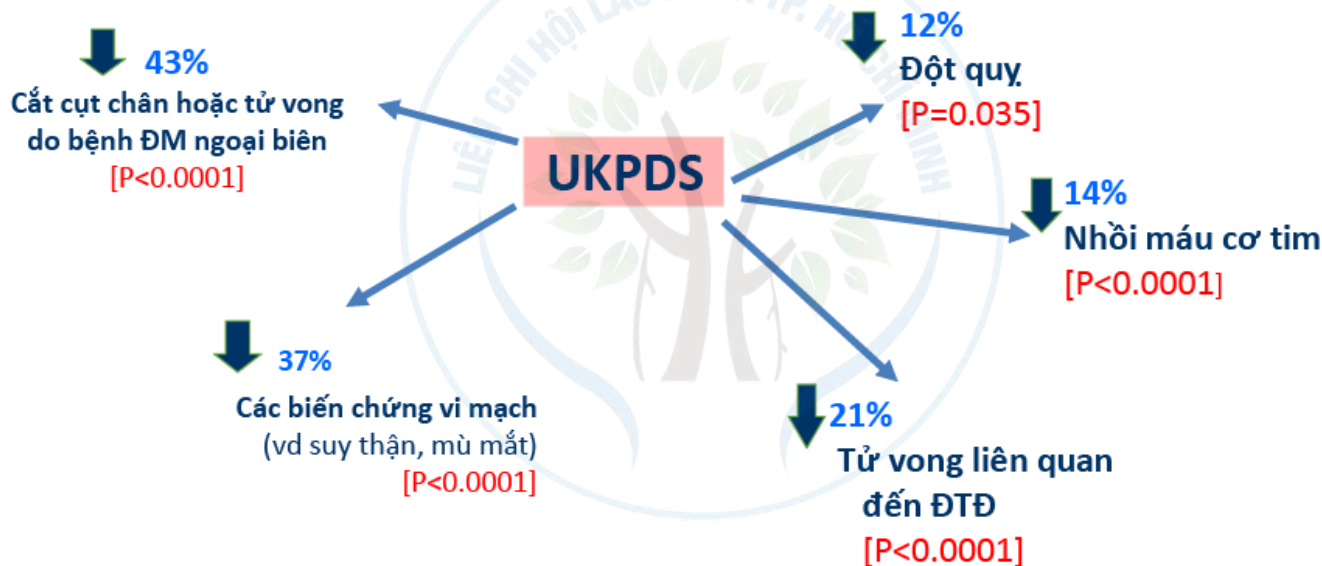 43%
Cắt cụt chân hoặc tử vong
do bệnh ĐM ngoại biên
[P<0.0001]
UKPDS
12%
Đột quỵ
[P=0.035]
14%
Nhồi máu cơ tim
[P<0.0001]
37%
Các biến chứng vi mạch
(vd suy thận, mù mắt)
[P<0.0001]
21%
Tử vong liên quan
đến ĐTĐ
[P<0.0001]